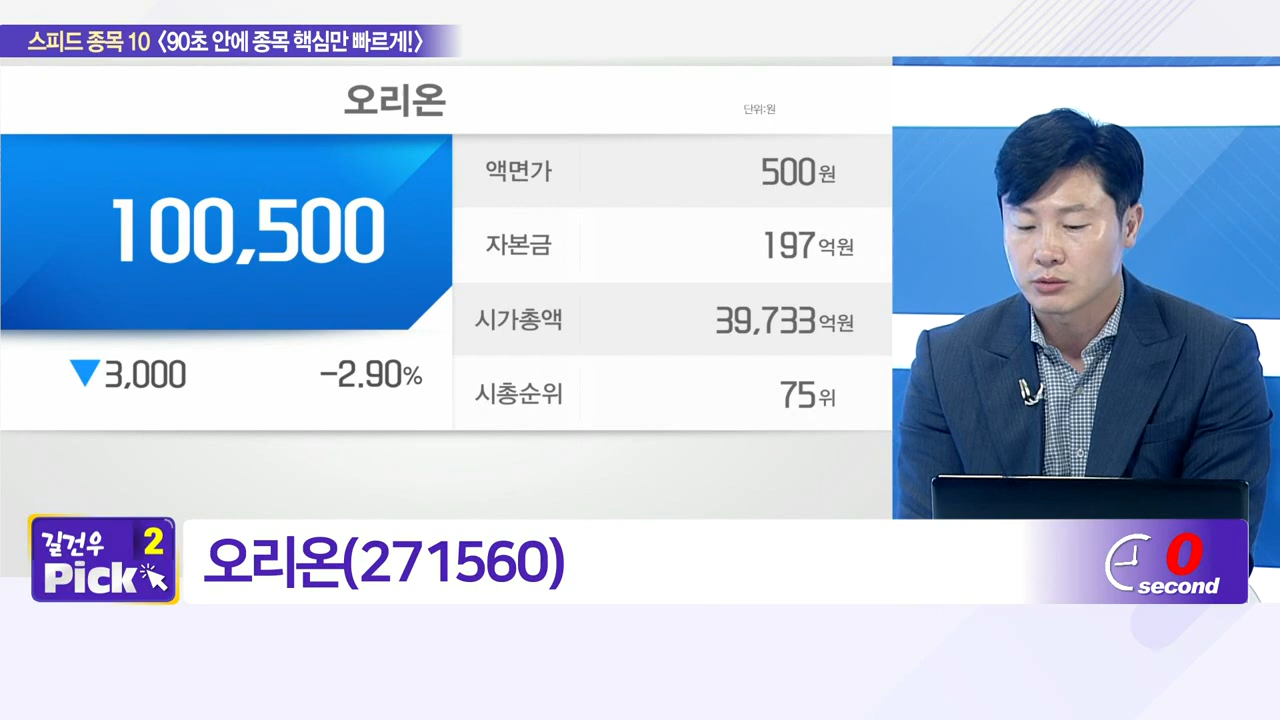 스피드 종목 10 <90초 안에 종목 핵심만 빠르게!>
오리온
단위:원
100,500
▼3,000 -2.90%
액면가 500원
자본금 197억원
시가총액 39,733억원
시총순위 75위
길건우 2
Pick
오리온(271560)
0
second